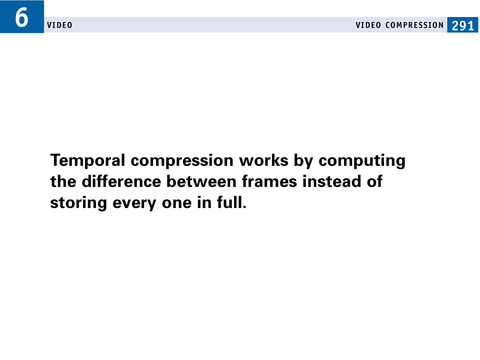 6 VIDEO VIDEO COMPRESSION 291
Temporal compression works by computing
the difference between frames instead of
storing every one in full.